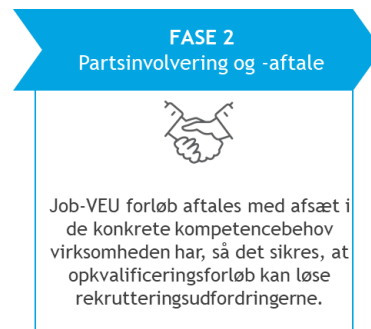 FASE 2
Partsinvolvering og -aftale
Job-VEU forløb aftales med afsæt i
de konkrete kompetencebehov
virksomheden har, så det sikres, at
opkvalificeringsforløb kan løse
rekrutteringsudfordringerne.